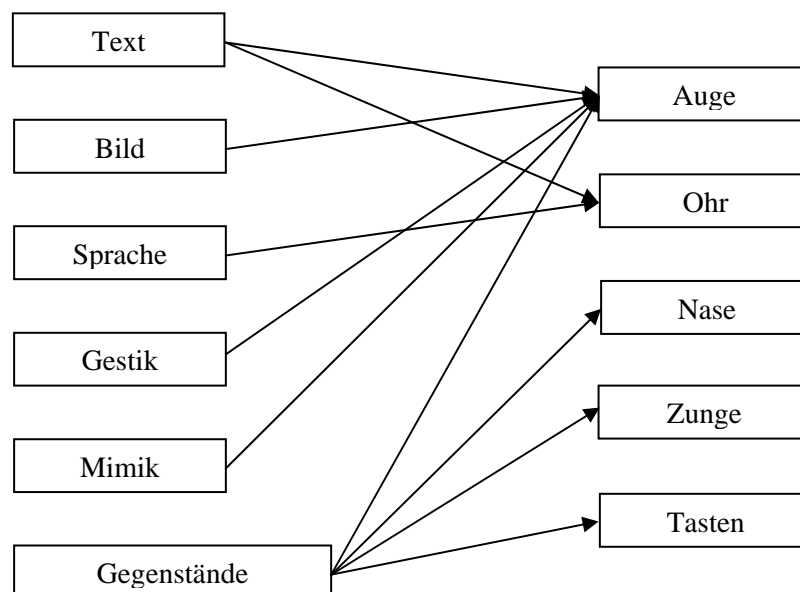 Text
Bild
Sprache
Gestik
Mimik
Gegenstände
Auge
Ohr
Nase
Zunge
Tasten